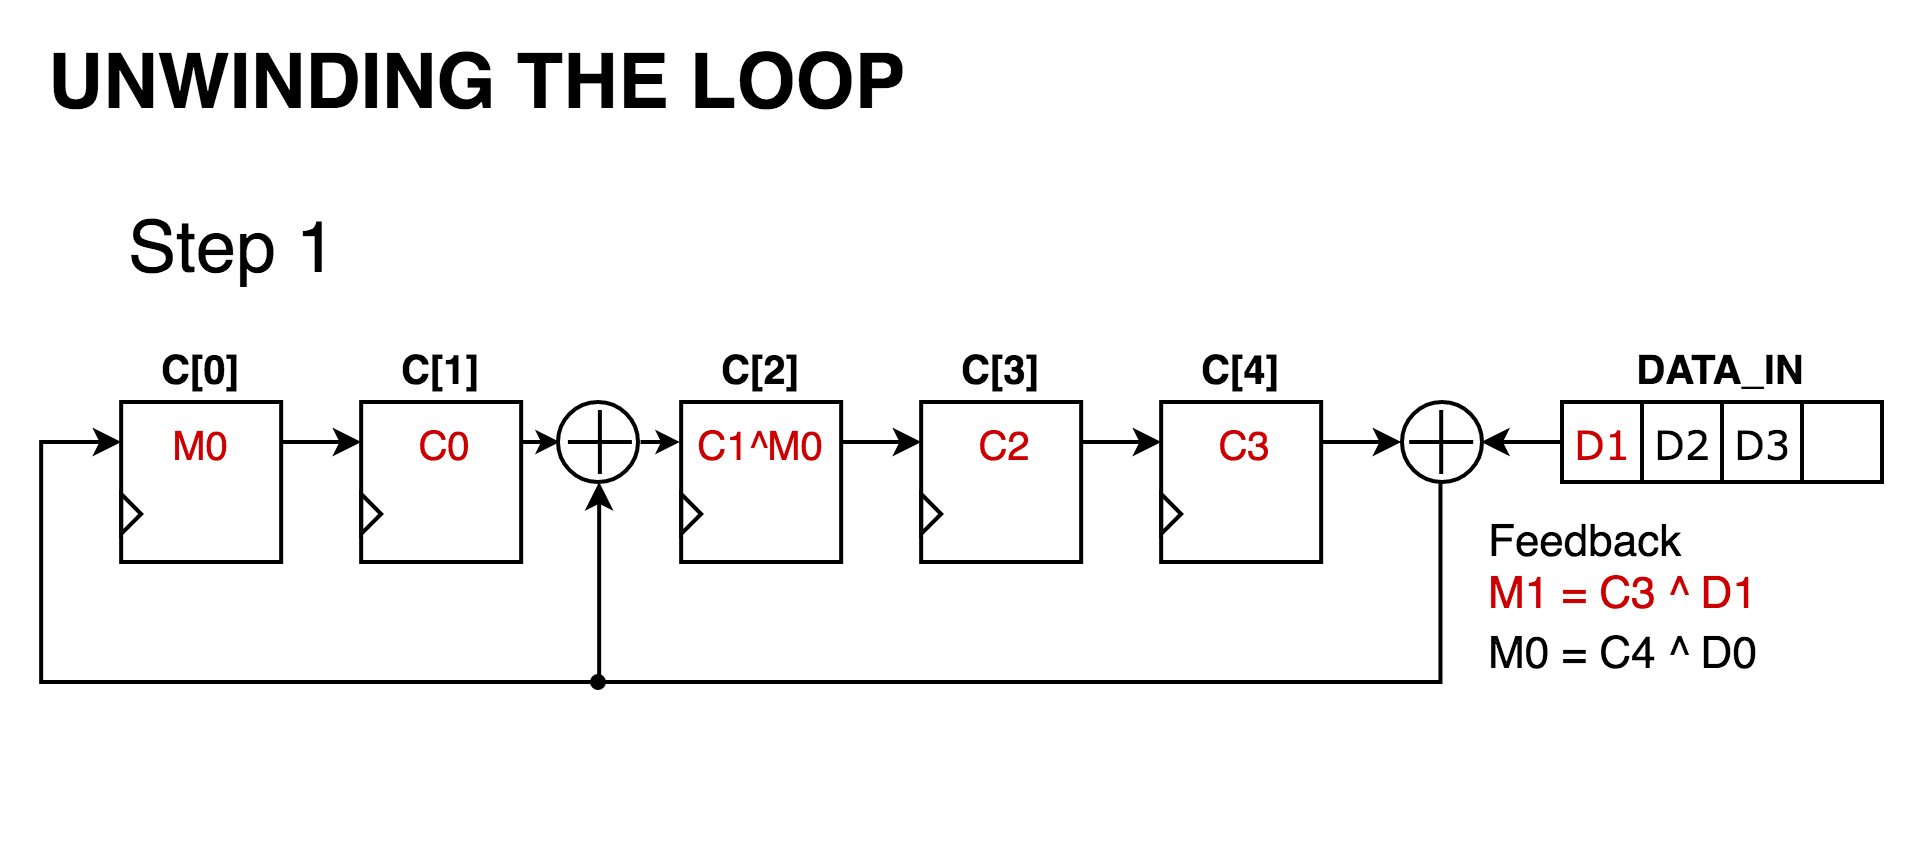 UNWINDING THE LOOP
Step 1
C[0] C[1] C[2] C[3] C[4] DATA_IN
M0 C0 C1^M0 C2 C3 D1 D2 D3
Feedback
M1 = C3 ^ D1
M0 = C4 ^ D0